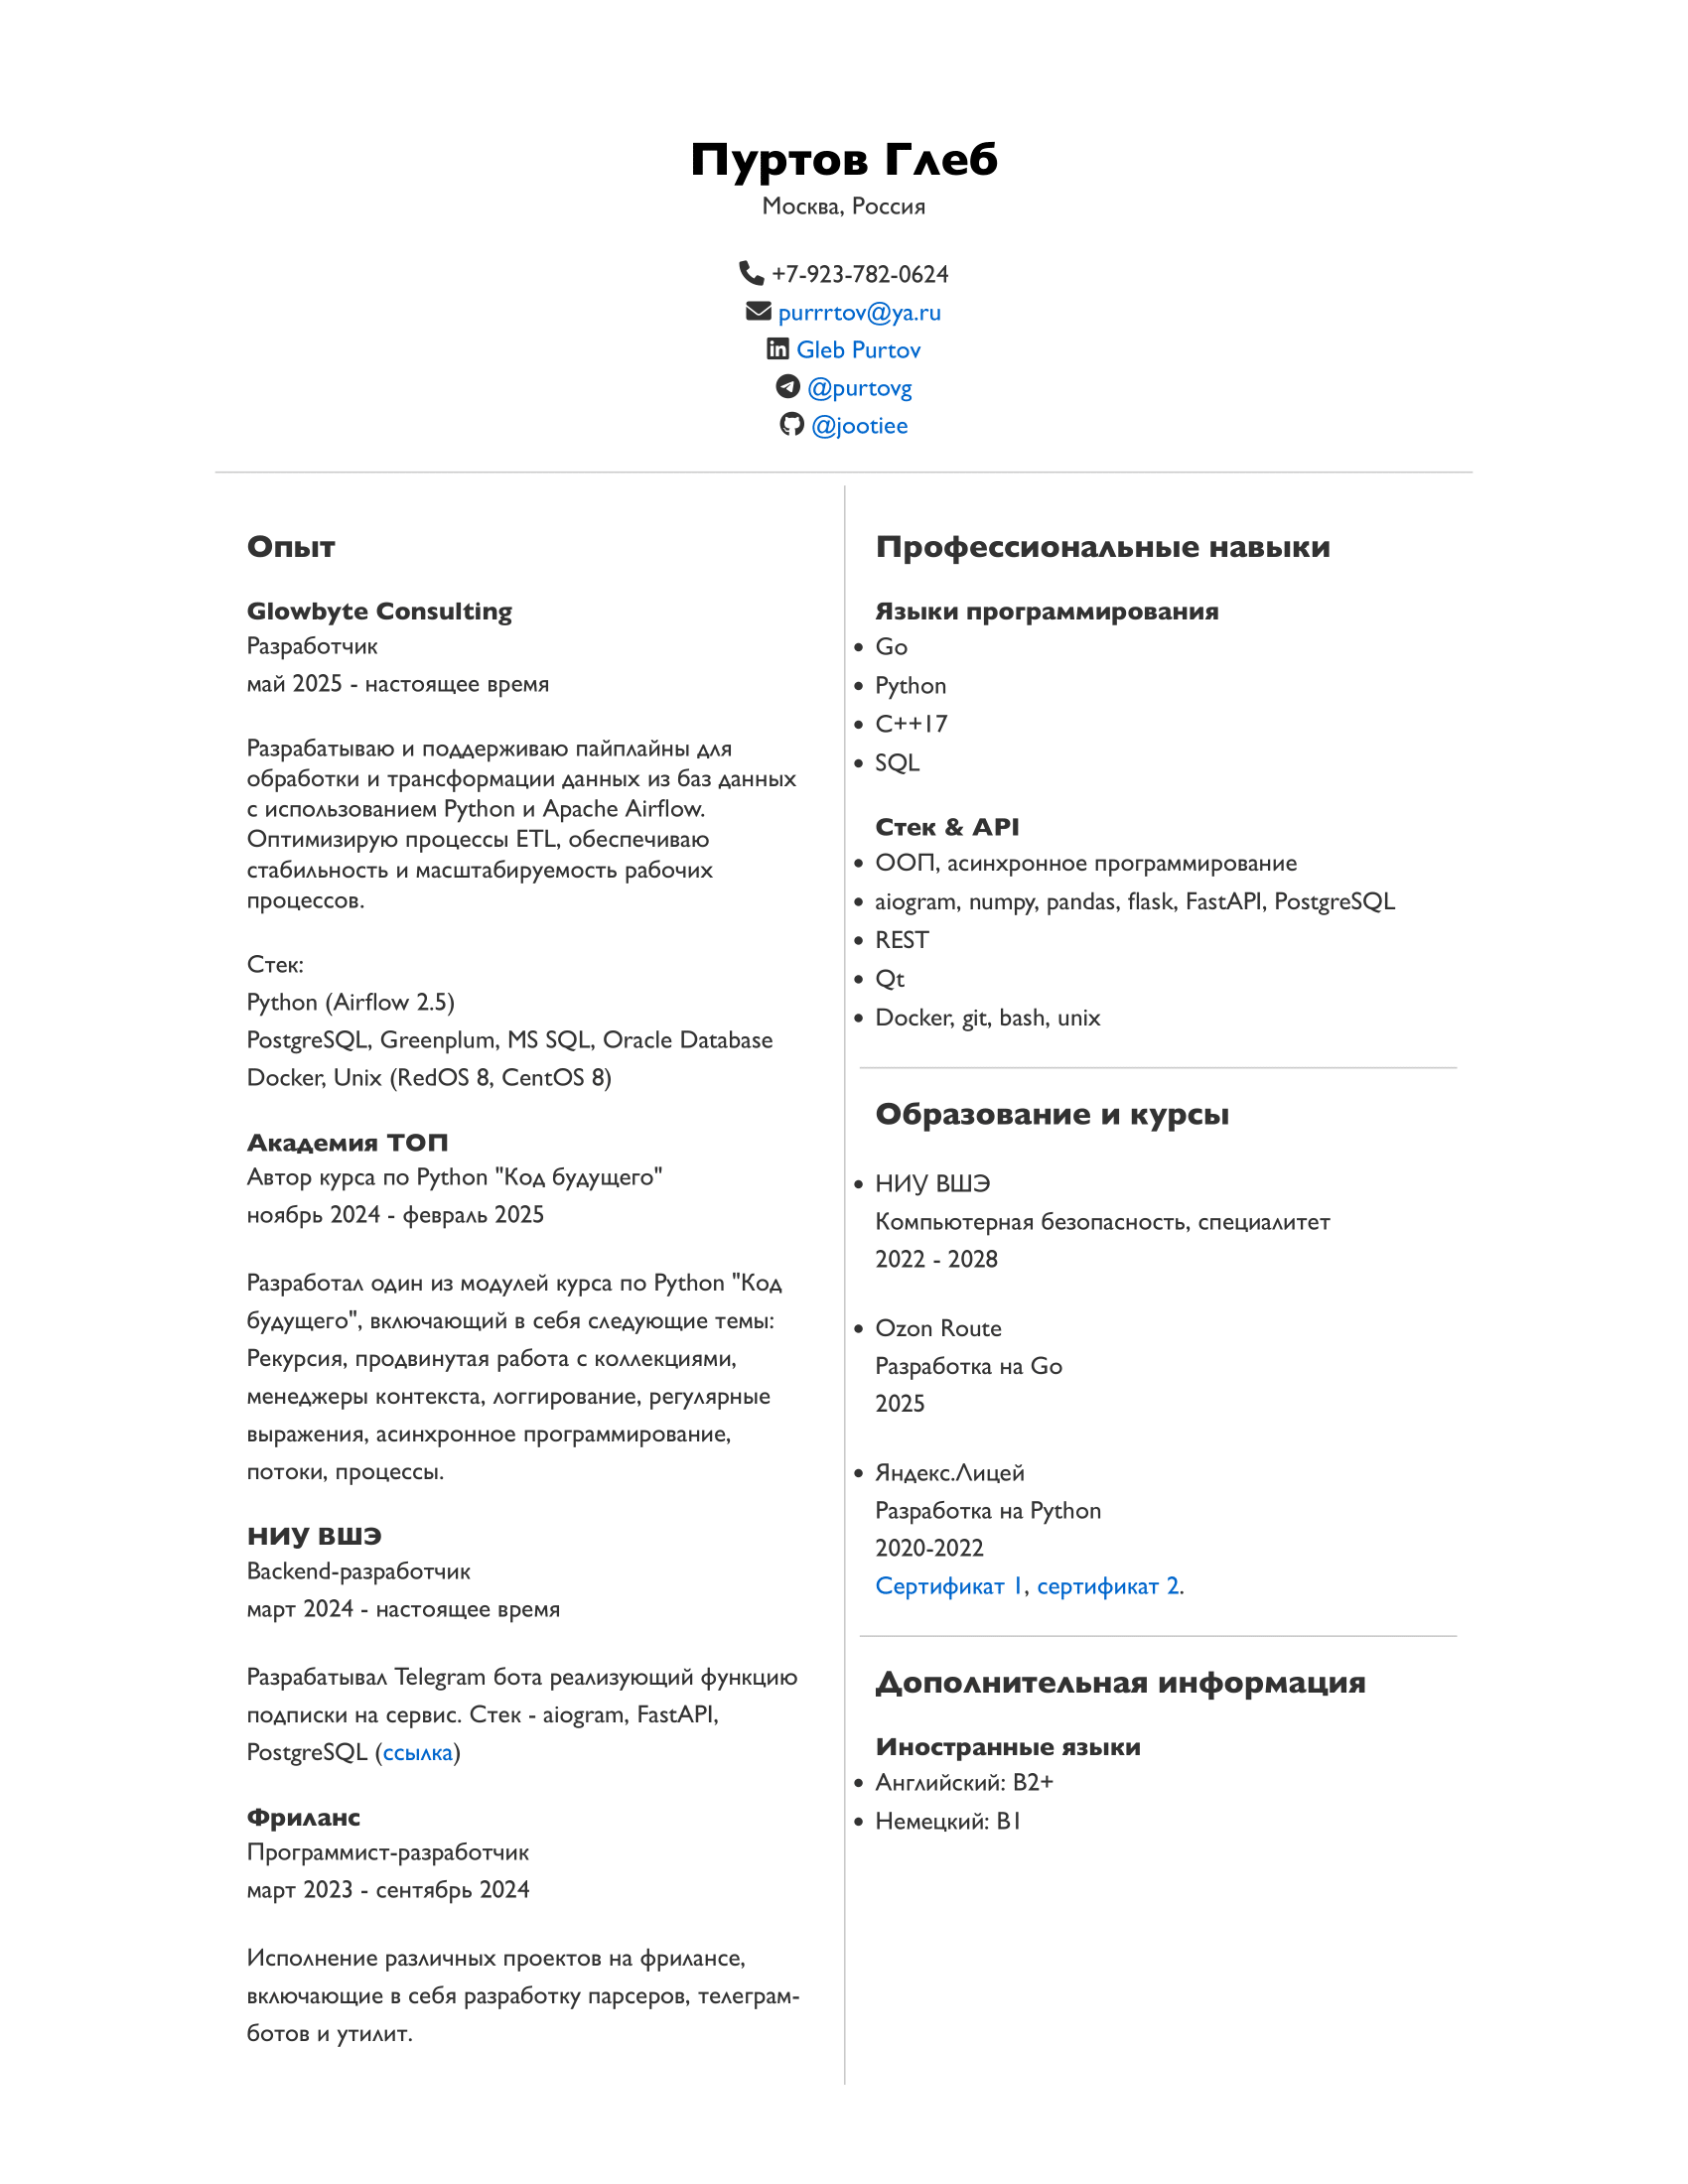 Пуртов Глеб
Москва, Россия
+7-923-782-0624
purrrtov@ya.ru
Gleb Purtov
@purtovg
@jootiee
Опыт
Glowbyte Consulting
Разработчик
май 2025 - настоящее время
Разрабатываю и поддерживаю пайплайны для
обработки и трансформации данных из баз данных
с использованием Python и Apache Airflow.
Оптимизирую процессы ETL, обеспечиваю
стабильность и масштабируемость рабочих
процессов.
Стек:
Python (Airflow 2.5)
PostgreSQL, Greenplum, MS SQL, Oracle Database
Docker, Unix (RedOS 8, CentOS 8)
Академия ТОП
Автор курса по Python "Код будущего"
ноябрь 2024 - февраль 2025
Разработал один из модулей курса по Python "Код
будущего", включающий в себя следующие темы:
Рекурсия, продвинутая работа с коллекциями,
менеджеры контекста, логгирование, регулярные
выражения, асинхронное программирование,
потоки, процессы.
НИУ ВШЭ
Backend-разработчик
март 2024 - настоящее время
Разрабатывал Telegram бота реализующий функцию
подписки на сервис. Стек - aiogram, FastAPI,
PostgreSQL (ссылка)
Фриланс
Программист-разработчик
март 2023 - сентябрь 2024
Исполнение различных проектов на фрилансе,
включающие в себя разработку парсеров, телеграм-
ботов и утилит.
Профессиональные навыки
Языки программирования
• Go
• Python
• C++17
• SQL
Стек & API
• ООП, асинхронное программирование
• aiogram, numpy, pandas, flask, FastAPI, PostgreSQL
• REST
• Qt
• Docker, git, bash, unix
Образование и курсы
• НИУ ВШЭ
Компьютерная безопасность, специалитет
2022 - 2028
• Ozon Route
Разработка на Go
2025
• Яндекс.Лицей
Разработка на Python
2020-2022
Сертификат 1, сертификат 2.
Дополнительная информация
Иностранные языки
• Английский: B2+
• Немецкий: B1